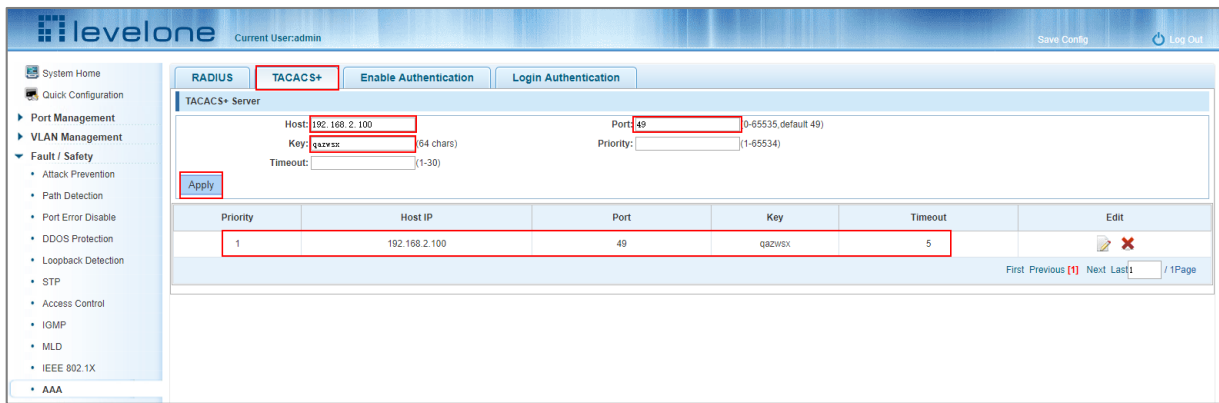 levelone Current User:admin Save Config Log Out
System Home
Quick Configuration
Port Management
VLAN Management
Fault / Safety
Attack Prevention
Path Detection
Port Error Disable
DDOS Protection
Loopback Detection
STP
Access Control
IGMP
MLD
IEEE 802.1X
AAA
RADIUS TACACS+ Enable Authentication Login Authentication
TACACS+ Server
Host: 192.168.2.100 Port: 49 (0-65535,default 49)
Key: qazwsx (64 chars) Priority: (1-65534)
Timeout: (1-30)
Apply
Priority Host IP Port Key Timeout Edit
1 192.168.2.100 49 qazwsx 5
First Previous [1] Next Last 1 / 1Page